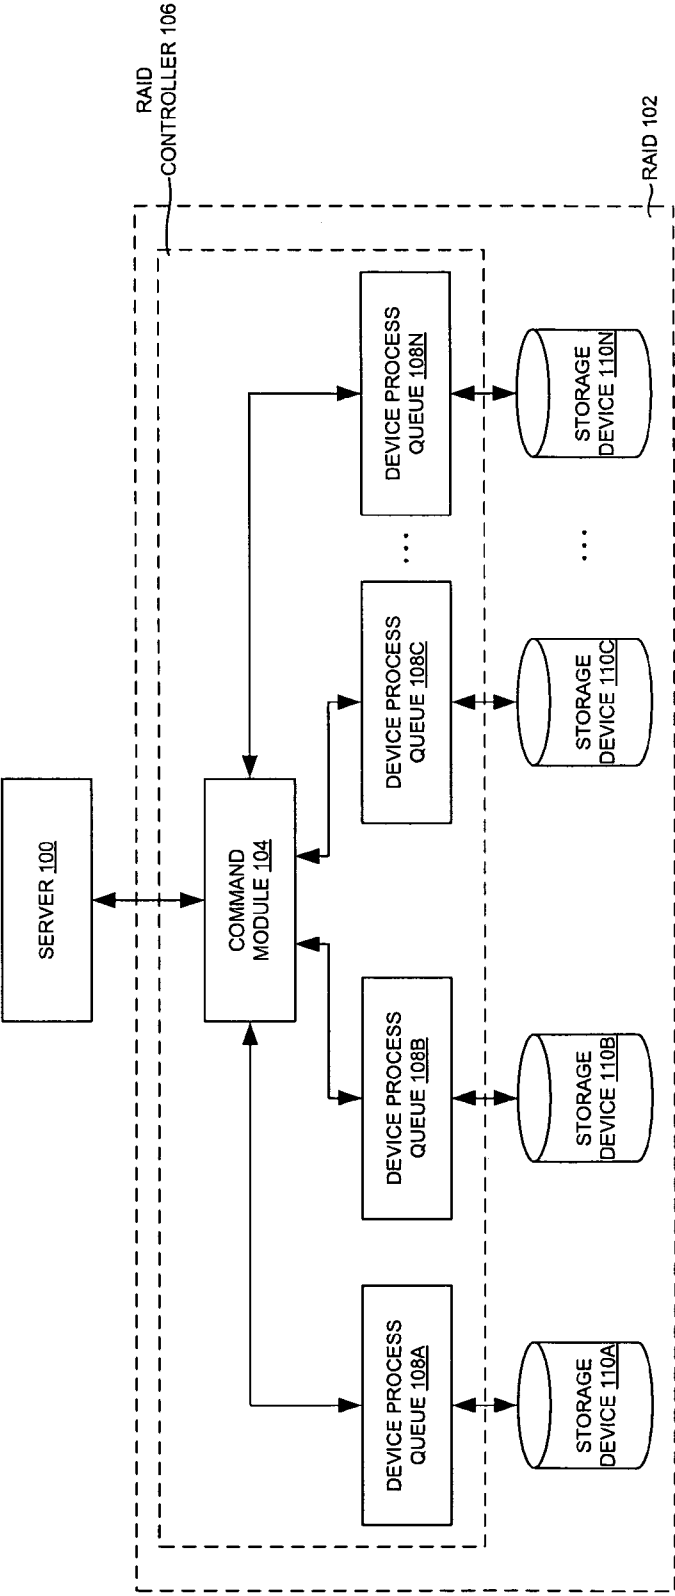 SERVER 100
RAID
CONTROLLER 106
COMMAND
MODULE 104
DEVICE PROCESS
QUEUE 108A
DEVICE PROCESS
QUEUE 108B
DEVICE PROCESS
QUEUE 108C
...
DEVICE PROCESS
QUEUE 108N
STORAGE
DEVICE 110A
STORAGE
DEVICE 110B
STORAGE
DEVICE 110C
...
STORAGE
DEVICE 110N
RAID 102